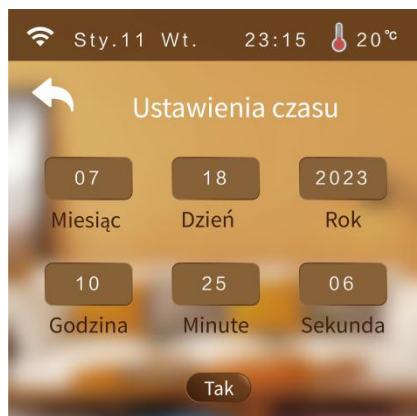 Sty.11 Wt. 23:15 20°C
Ustawienia czasu
07 18 2023
Miesiąc Dzień Rok
10 25 06
Godzina Minute Sekunda
Tak